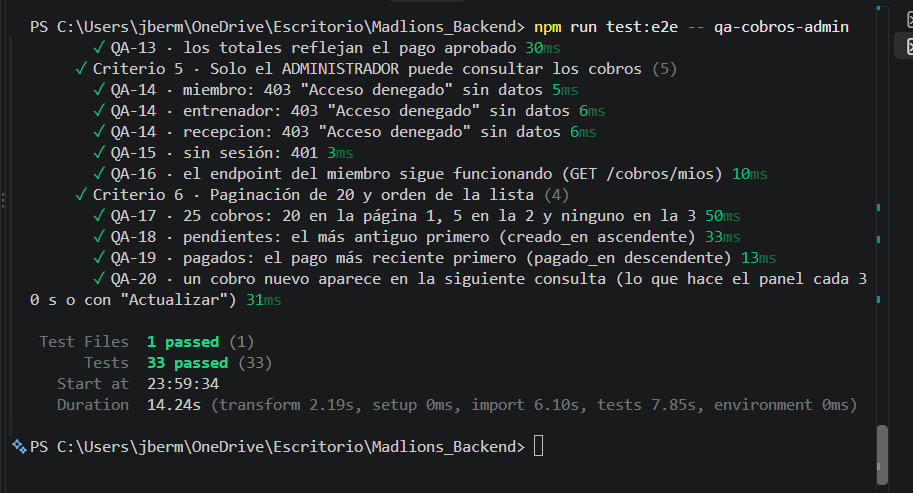 PS C:\Users\jberm\OneDrive\Escritorio\Madlions_Backend> npm run test:e2e -- qa-cobros-admin
✓ QA-13 · los totales reflejan el pago aprobado 30ms
✓ Criterio 5 · Solo el ADMINISTRADOR puede consultar los cobros (5)
✓ QA-14 · miembro: 403 "Acceso denegado" sin datos 5ms
✓ QA-14 · entrenador: 403 "Acceso denegado" sin datos 6ms
✓ QA-14 · recepcion: 403 "Acceso denegado" sin datos 6ms
✓ QA-15 · sin sesión: 401 3ms
✓ QA-16 · el endpoint del miembro sigue funcionando (GET /cobros/mios) 10ms
✓ Criterio 6 · Paginación de 20 y orden de la lista (4)
✓ QA-17 · 25 cobros: 20 en la página 1, 5 en la 2 y ninguno en la 3 50ms
✓ QA-18 · pendientes: el más antiguo primero (creado_en ascendente) 33ms
✓ QA-19 · pagados: el pago más reciente primero (pagado_en descendente) 13ms
✓ QA-20 · un cobro nuevo aparece en la siguiente consulta (lo que hace el panel cada 3
0 s o con "Actualizar") 31ms
Test Files 1 passed (1)
Tests 33 passed (33)
Start at 23:59:34
Duration 14.24s (transform 2.19s, setup 0ms, import 6.10s, tests 7.85s, environment 0ms)
PS C:\Users\jberm\OneDrive\Escritorio\Madlions_Backend>